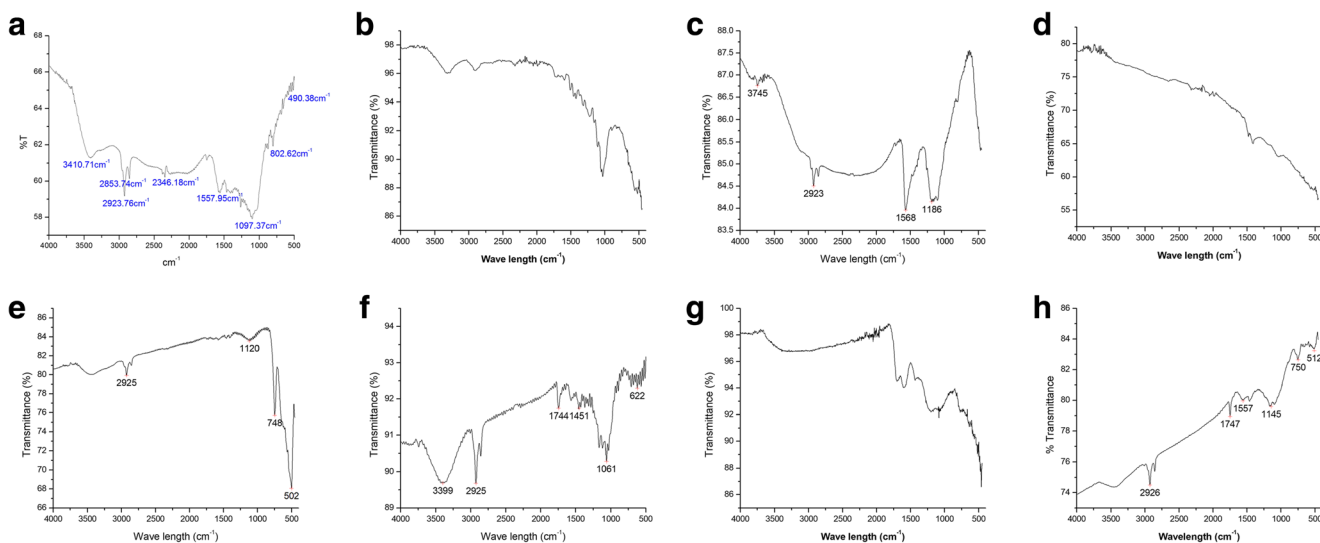 a
68
66
64
62
60
58
%T
490.38cm-1
802.62cm-1
3410.71cm-1
2853.74cm-1
2346.18cm-1
2923.76cm-1
1557.95cm-1
1097.37cm-1
4000 3500 3000 2500 2000 1500 1000 500
cm-1
b
98
96
94
92
90
88
86
Transmittance (%)
4000 3500 3000 2500 2000 1500 1000 500
Wave length (cm-1)
c
88.0
87.5
87.0
86.5
86.0
85.5
85.0
84.5
84.0
83.5
Transmittance (%)
3745
2923
1568
1186
4000 3500 3000 2500 2000 1500 1000 500
Wave length (cm-1)
d
80
75
70
65
60
55
Transmittance (%)
4000 3500 3000 2500 2000 1500 1000 500
Wave length (cm-1)
e
86
84
82
80
78
76
74
72
70
68
66
Transmittance (%)
2925
1120
748
502
4000 3500 3000 2500 2000 1500 1000 500
Wave length (cm-1)
f
94
93
92
91
90
89
Transmittance (%)
3399
2925
1744
1451
1061
622
4000 3500 3000 2500 2000 1500 1000 500
Wave length (cm-1)
g
100
98
96
94
92
90
88
86
Transmittance (%)
4000 3500 3000 2500 2000 1500 1000 500
Wave length (cm-1)
h
86
84
82
80
78
76
74
% Transmittance
2926
1747
1557
1145
750
512
4000 3500 3000 2500 2000 1500 1000 500
Wavelength (cm-1)